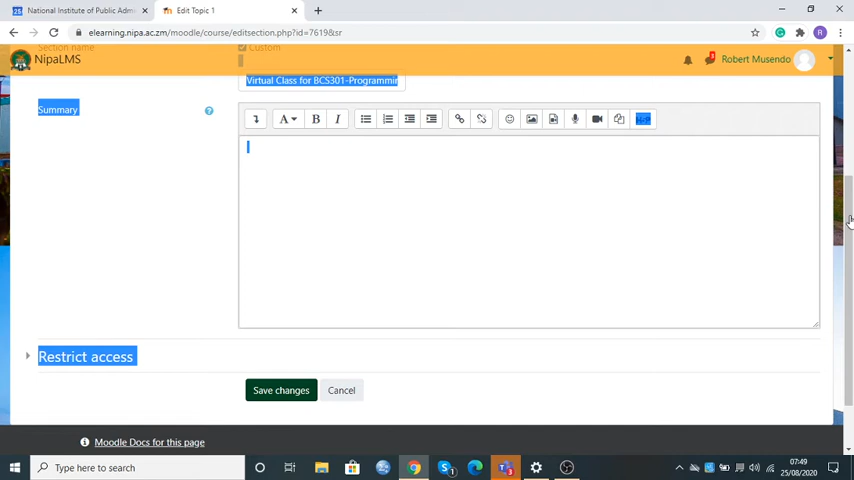 National Institute of Public Adm
Edit Topic 1
elearning.nipa.ac.zm/moodle/course/editsection.php?id=7619&sr
R
Section name
Custom
NipaLMS
Robert Musendo
Virtual Class for BCS301-Programmin
Summary
A B I
H-P
Restrict access
Save changes
Cancel
Moodle Docs for this page
Type here to search
07:49
25/08/2020